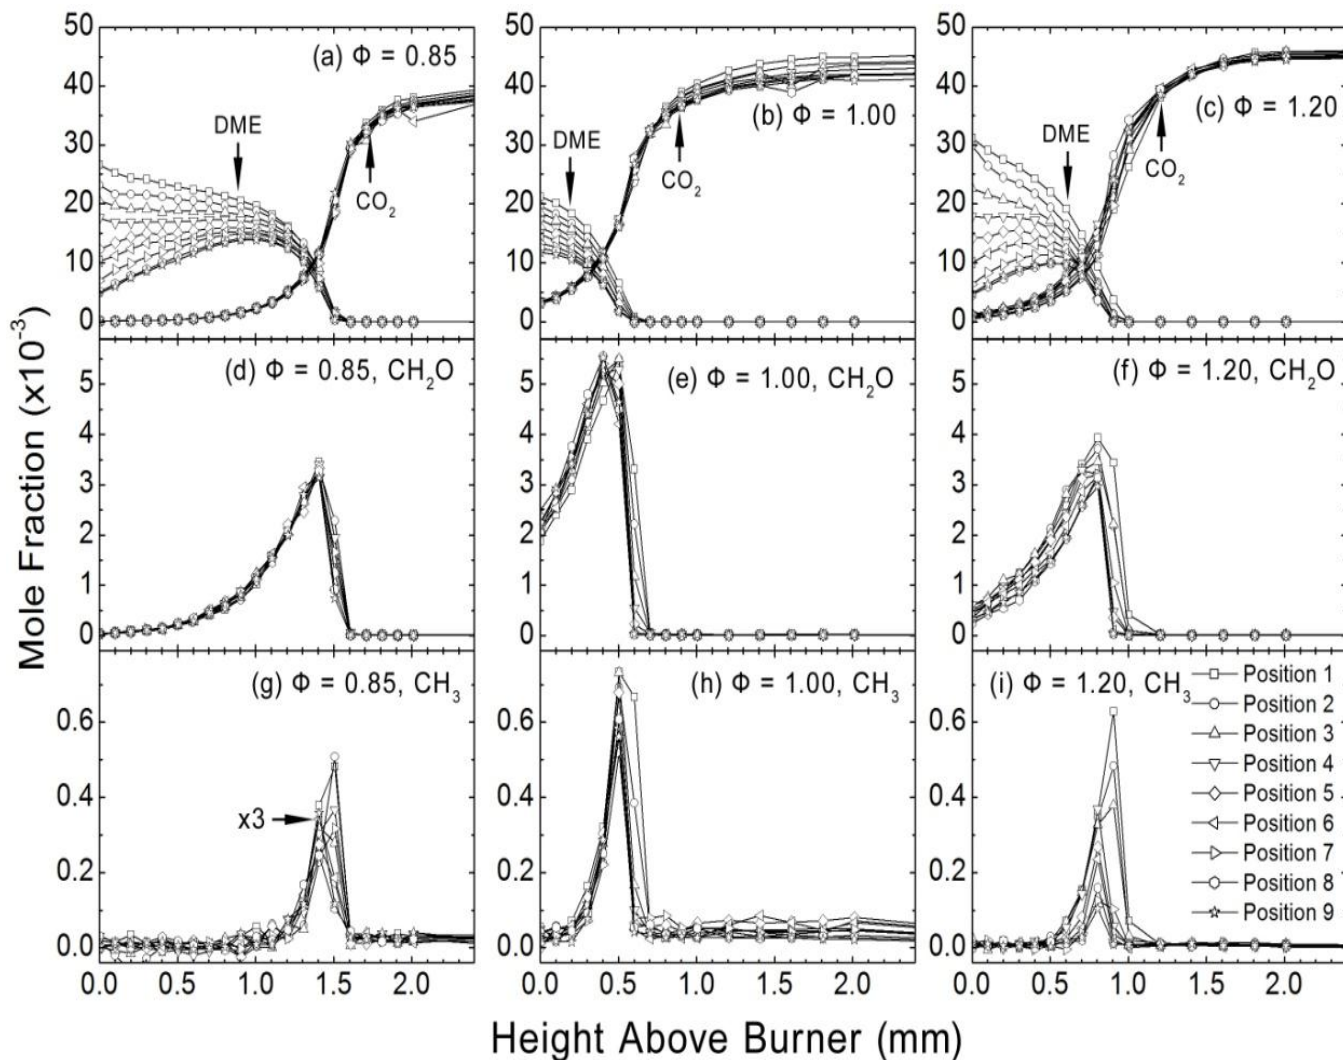 50
40
30
20
10
0
(a) Φ = 0.85
DME
CO₂
50
40
30
20
10
0
(b) Φ = 1.00
DME
CO₂
50
40
30
20
10
0
(c) Φ = 1.20
DME
CO₂
Mole Fraction (x10⁻³)
5
4
3
2
1
0
(d) Φ = 0.85, CH₂O
5
4
3
2
1
0
(e) Φ = 1.00, CH₂O
5
4
3
2
1
0
(f) Φ = 1.20, CH₂O
0.6
0.4
0.2
0.0
(g) Φ = 0.85, CH₃
x3
0.0 0.5 1.0 1.5 2.0
0.6
0.4
0.2
0.0
(h) Φ = 1.00, CH₃
0.0 0.5 1.0 1.5 2.0
0.6
0.4
0.2
0.0
(i) Φ = 1.20, CH₃
Position 1
Position 2
Position 3
Position 4
Position 5
Position 6
Position 7
Position 8
Position 9
0.0 0.5 1.0 1.5 2.0
Height Above Burner (mm)